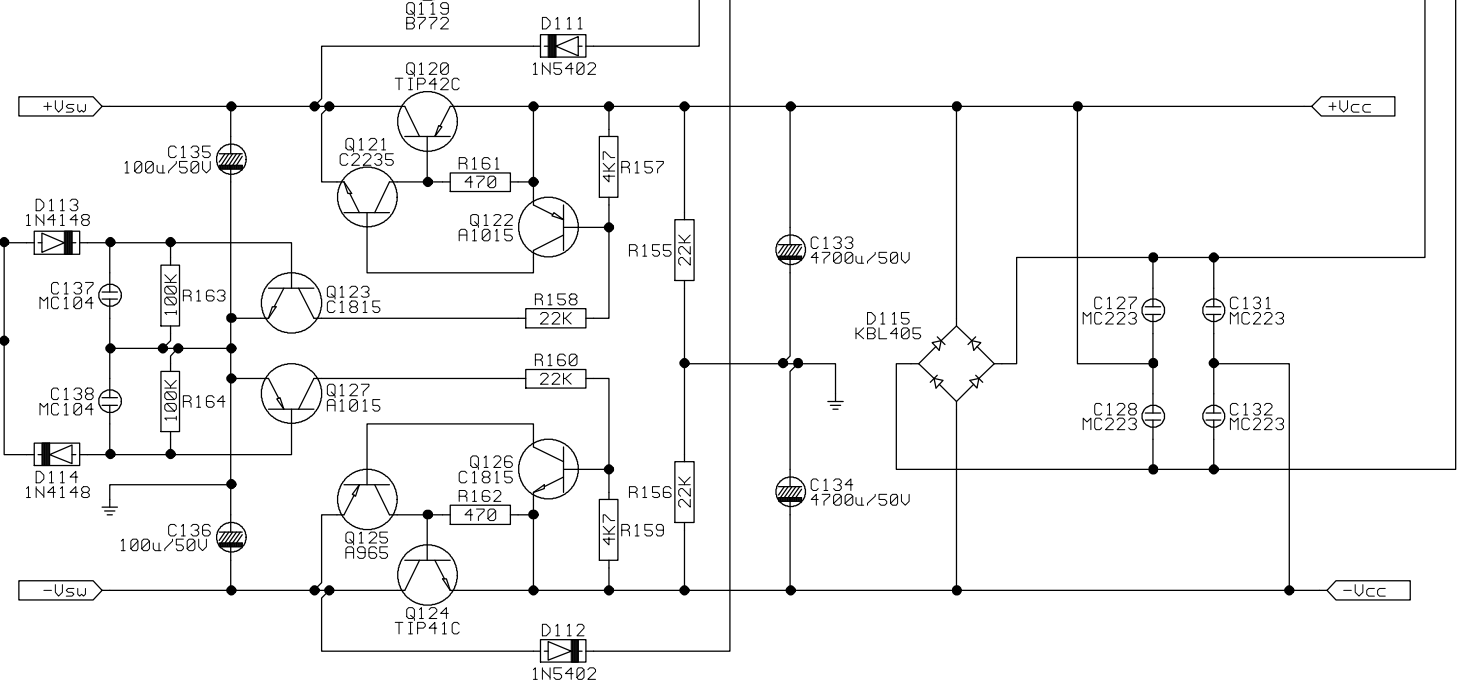 Q119
B772
D111
1N5402
Q120
TIP42C
+Vsw
+Vcc
Q121
C2235
C135
100u/50V
R161
470
4K7
R157
D113
1N4148
Q122
A1015
R155
22K
C133
4700u/50V
C137
MC104
100K
R163
Q123
C1815
R158
22K
C127
MC223
C131
MC223
D115
KBL405
R160
22K
C138
MC104
100K
R164
Q127
A1015
C128
MC223
C132
MC223
D114
1N4148
Q126
C1815
R162
470
R156
22K
C134
4700u/50V
C136
100u/50V
Q125
A965
4K7
R159
-Vsw
-Vcc
Q124
TIP41C
D112
1N5402